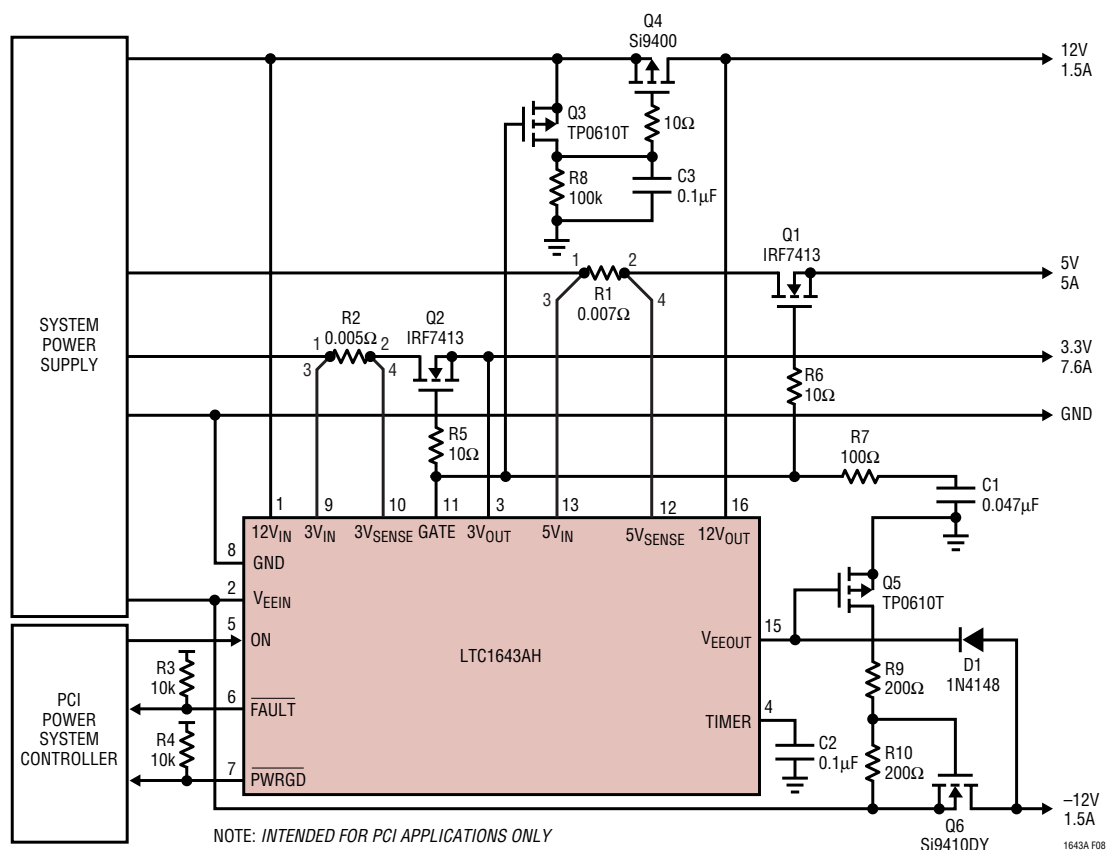 Q4
Si9400
12V
1.5A
Q3
TP0610T
10Ω
R8
100k
C3
0.1µF
Q1
IRF7413
1
2
5V
5A
3
4
R1
0.007Ω
SYSTEM
POWER
SUPPLY
R2
0.005Ω
Q2
IRF7413
1
2
3
4
3.3V
7.6A
R6
10Ω
GND
R5
10Ω
R7
100Ω
C1
0.047µF
1
9
10
11
3
13
12
16
12VIN
3VIN
3VSENSE
GATE
3VOUT
5VIN
5VSENSE
12VOUT
8
GND
2
VEEIN
5
ON
6
FAULT
7
PWRGD
LTC1643AH
15
VEEOUT
4
TIMER
Q5
TP0610T
D1
1N4148
R9
200Ω
R10
200Ω
C2
0.1µF
PCI
POWER
SYSTEM
CONTROLLER
R3
10k
R4
10k
–12V
1.5A
Q6
Si9410DY
NOTE: INTENDED FOR PCI APPLICATIONS ONLY
1643A F08